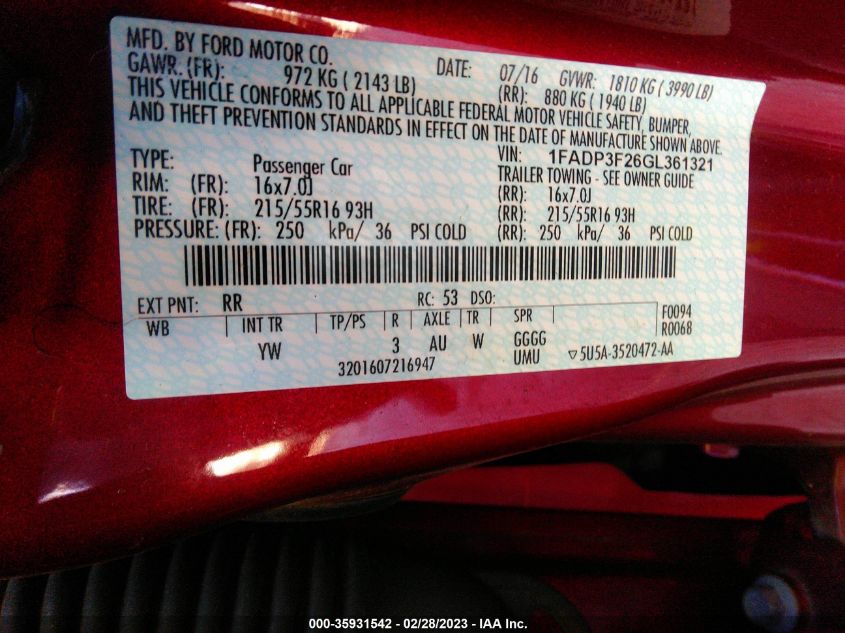 MFD. BY FORD MOTOR CO.
DATE: 07/16 GVWR: 1810 KG ( 3990 LB)
GAWR: (FR): 972 KG ( 2143 LB) (RR): 880 KG ( 1940 LB)
THIS VEHICLE CONFORMS TO ALL APPLICABLE FEDERAL MOTOR VEHICLE SAFETY, BUMPER,
AND THEFT PREVENTION STANDARDS IN EFFECT ON THE DATE OF MANUFACTURE SHOWN ABOVE.
VIN: 1FADP3F26GL361321
TYPE: Passenger Car TRAILER TOWING - SEE OWNER GUIDE
RIM: (FR): 16x7.0J (RR): 16x7.0J
TIRE: (FR): 215/55R16 93H (RR): 215/55R16 93H
PRESSURE: (FR): 250 kPa/ 36 PSI COLD (RR): 250 kPa/ 36 PSI COLD
EXT PNT: RR RC: 53 DSO:
WB INT TR TP/PS R AXLE TR SPR F0094
R0068
YW 3 AU W GGGG
UMU ▽5U5A-3520472-AA
3201607216947
000-35931542 - 02/28/2023 - IAA Inc.